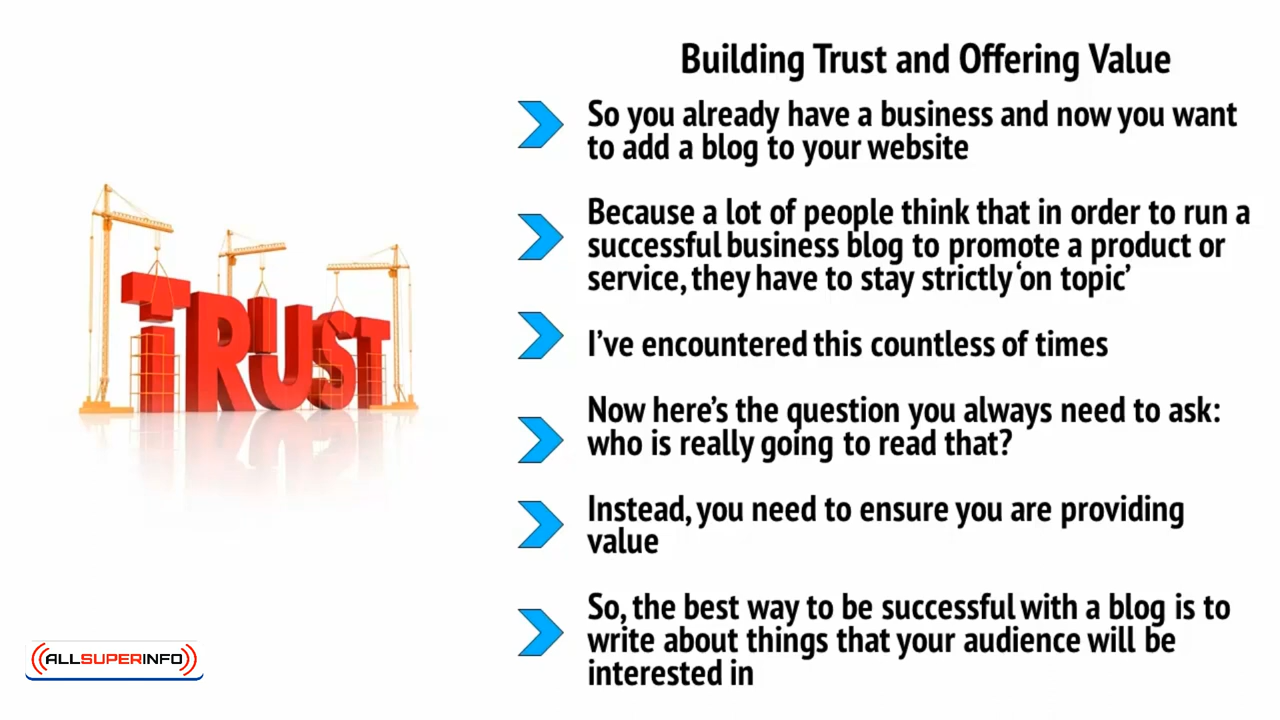 Building Trust and Offering Value
So you already have a business and now you want
to add a blog to your website
Because a lot of people think that in order to run a
successful business blog to promote a product or
service, they have to stay strictly ‘on topic’
I’ve encountered this countless of times
Now here’s the question you always need to ask:
who is really going to read that?
Instead, you need to ensure you are providing
value
So, the best way to be successful with a blog is to
write about things that your audience will be
interested in
TRUST
ALLSUPERINFO